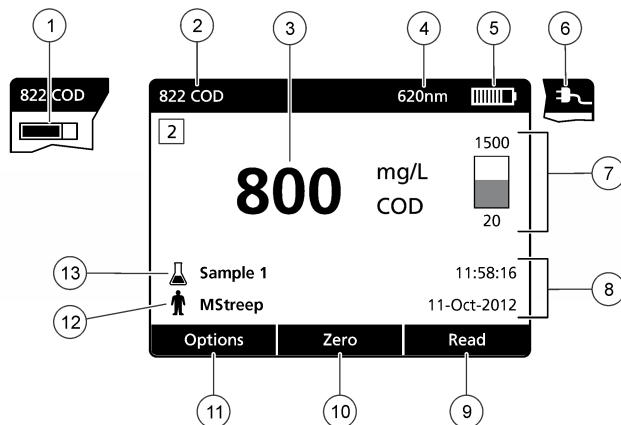 1
2
3
4
5
6
822 COD
822 COD 620nm
2
1500
800 mg/L
COD
20
7
13
Sample 1 11:58:16
8
12
MStreep 11-Oct-2012
Options Zero Read
11
10
9